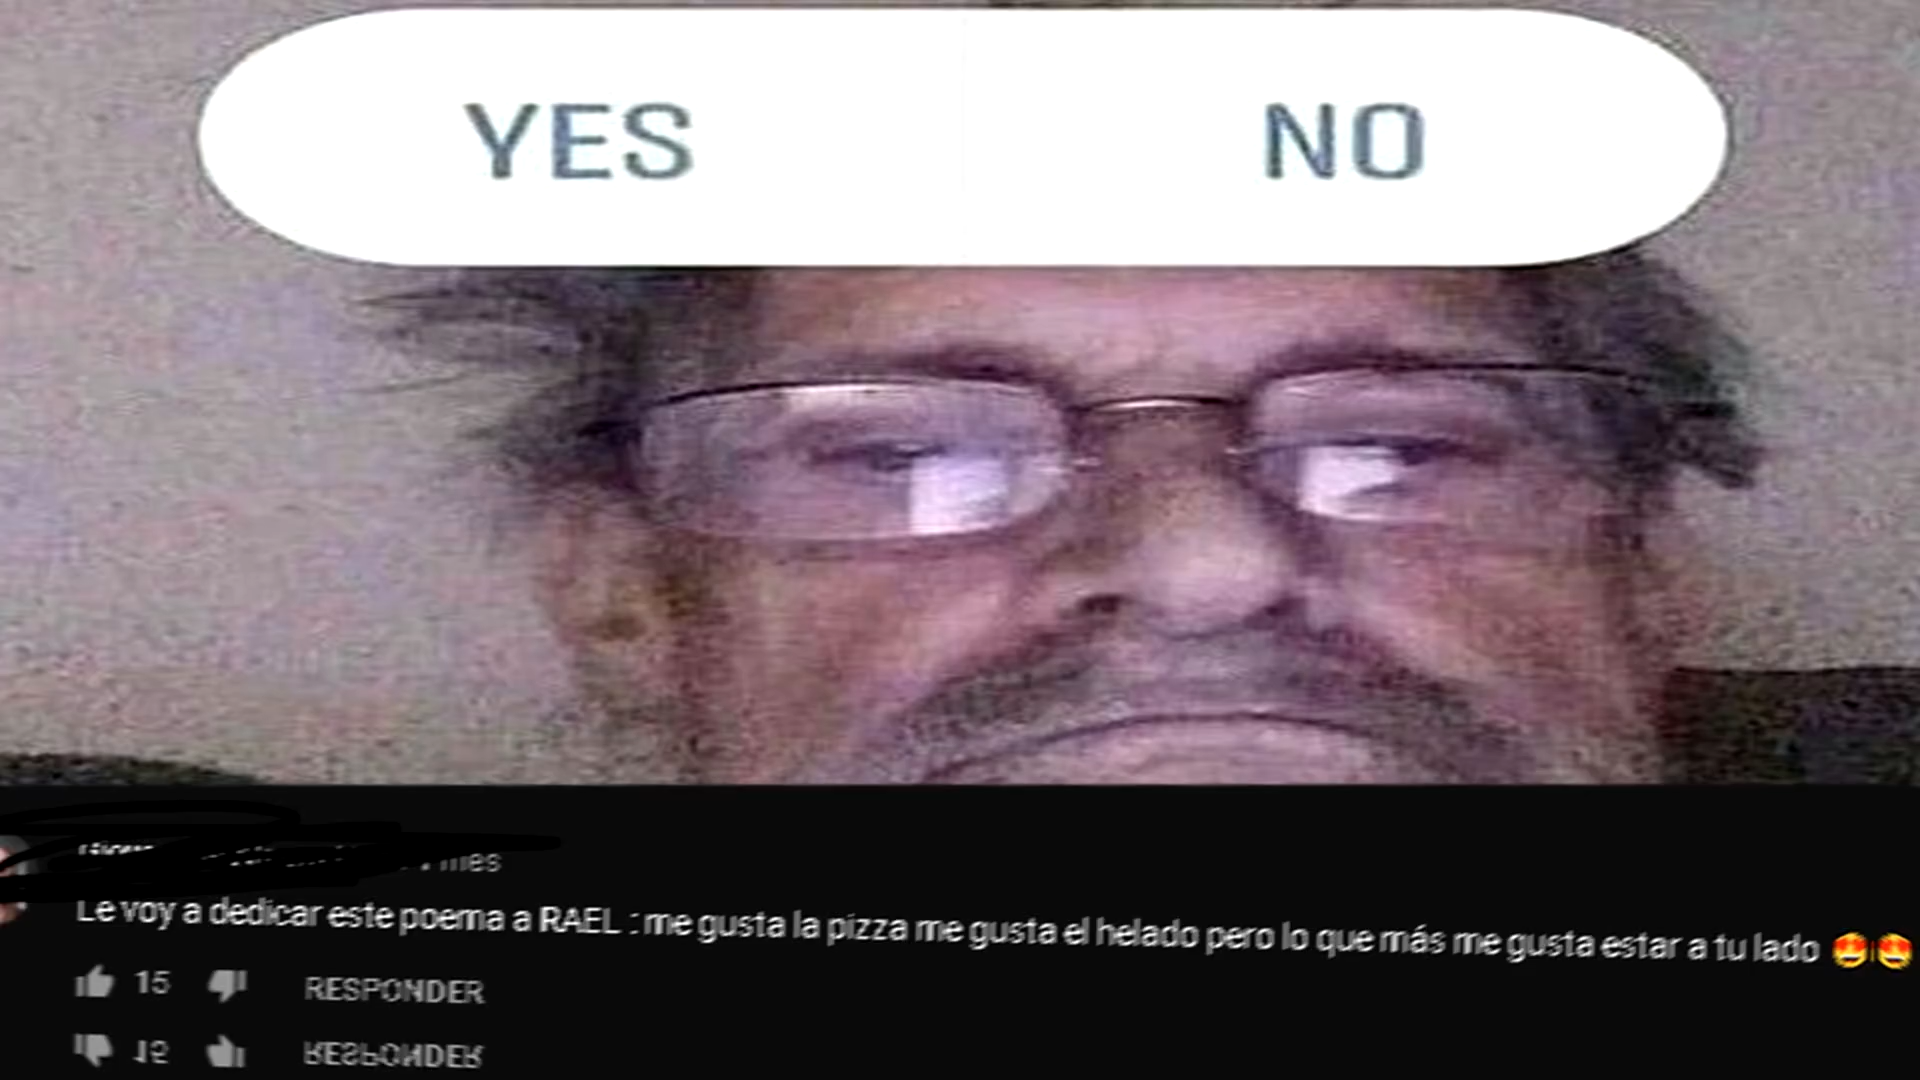 YES NO
mes
Le voy a dedicar este poema a RAEL : me gusta la pizza me gusta el helado pero lo que más me gusta estar a tu lado 🤩🤩
15 RESPONDER
15 RESPONDER